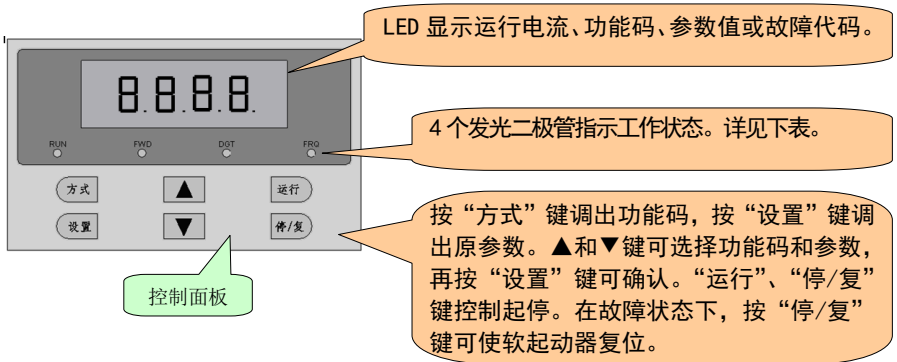 LED 显示运行电流、功能码、参数值或故障代码。
8.8.8.8.
RUN FWD DGT FRQ
4 个发光二极管指示工作状态。详见下表。
方式 ▲ 运行
设置 ▼ 停/复
按“方式”键调出功能码，按“设置”键调
出原参数。▲和▼键可选择功能码和参数，
再按“设置”键可确认。“运行”、“停/复”
键控制起停。在故障状态下，按“停/复”
键可使软起动器复位。
控制面板